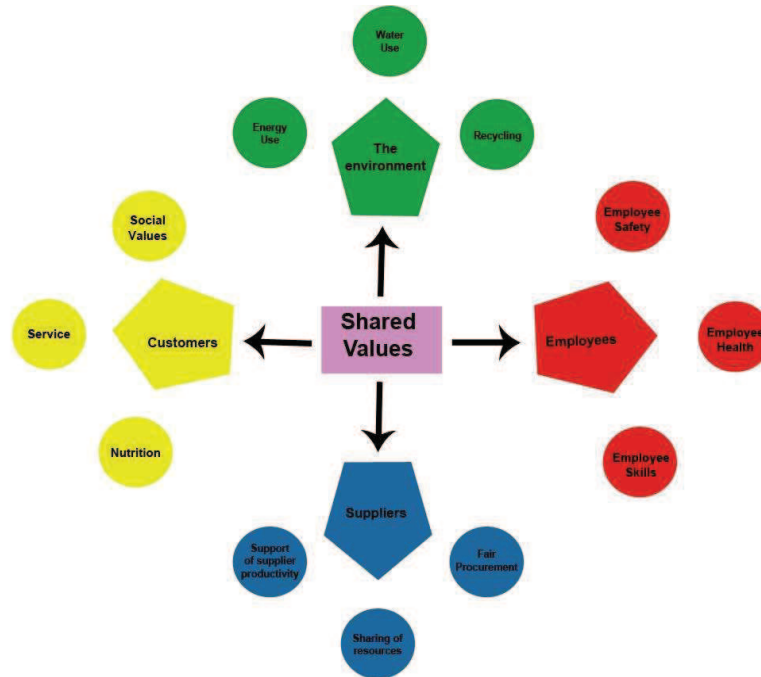 Water
Use
Energy
Use
Recycling
The
environment
Social
Values
Employee
Safety
Service
Customers
Shared
Values
Employees
Employee
Health
Nutrition
Employee
Skills
Suppliers
Support
of supplier
productivity
Fair
Procurement
Sharing of
resources